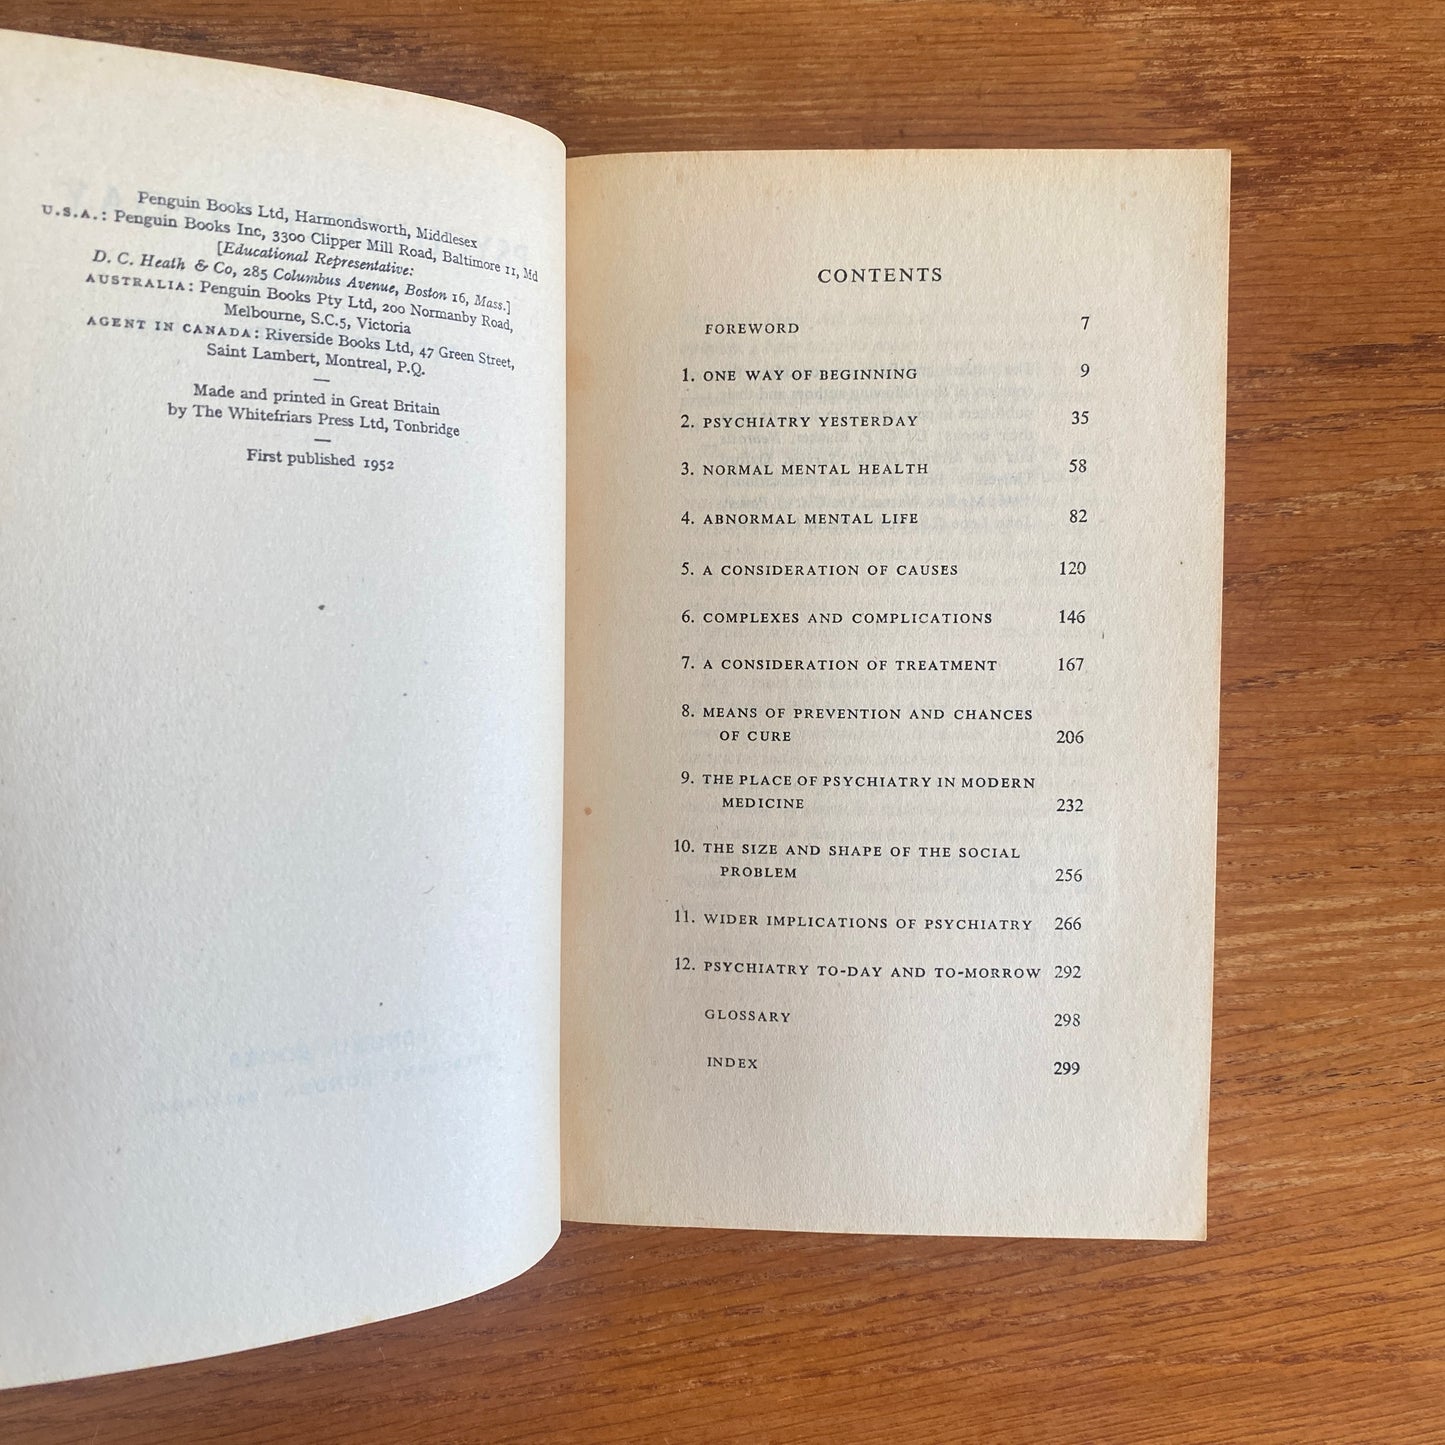 Penguin Books Ltd, Harmondsworth, Middlesex
U.S.A.: Penguin Books Inc, 3300 Clipper Mill Road, Baltimore 11, Md
[Educational Representative:
D. C. Heath & Co, 285 Columbus Avenue, Boston 16, Mass.]
AUSTRALIA: Penguin Books Pty Ltd, 200 Normanby Road,
Melbourne, S.C.5, Victoria
AGENT IN CANADA: Riverside Books Ltd, 47 Green Street,
Saint Lambert, Montreal, P.Q.
—
Made and printed in Great Britain
by The Whitefriars Press Ltd, Tonbridge
—
First published 1952
CONTENTS
FOREWORD 7
1. ONE WAY OF BEGINNING 9
2. PSYCHIATRY YESTERDAY 35
3. NORMAL MENTAL HEALTH 58
4. ABNORMAL MENTAL LIFE 82
5. A CONSIDERATION OF CAUSES 120
6. COMPLEXES AND COMPLICATIONS 146
7. A CONSIDERATION OF TREATMENT 167
8. MEANS OF PREVENTION AND CHANCES
OF CURE 206
9. THE PLACE OF PSYCHIATRY IN MODERN
MEDICINE 232
10. THE SIZE AND SHAPE OF THE SOCIAL
PROBLEM 256
11. WIDER IMPLICATIONS OF PSYCHIATRY 266
12. PSYCHIATRY TO-DAY AND TO-MORROW 292
GLOSSARY 298
INDEX 299